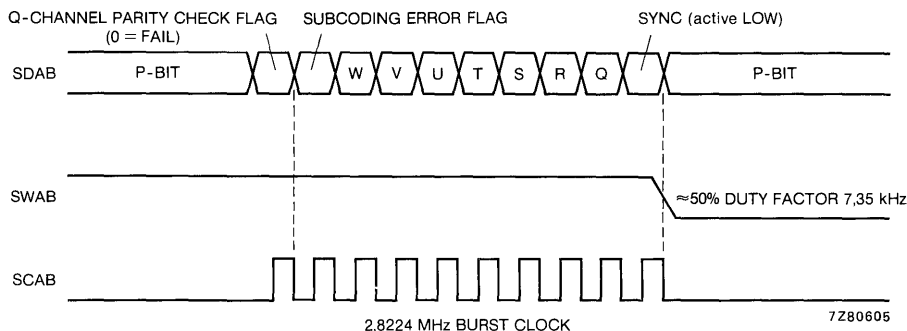 Q-CHANNEL PARITY CHECK FLAG
(0 = FAIL)
SUBCODING ERROR FLAG
SYNC (active LOW)
SDAB
P-BIT
W V U T S R Q
P-BIT
SWAB
≈50% DUTY FACTOR 7,35 kHz
SCAB
2.8224 MHz BURST CLOCK
7Z80605